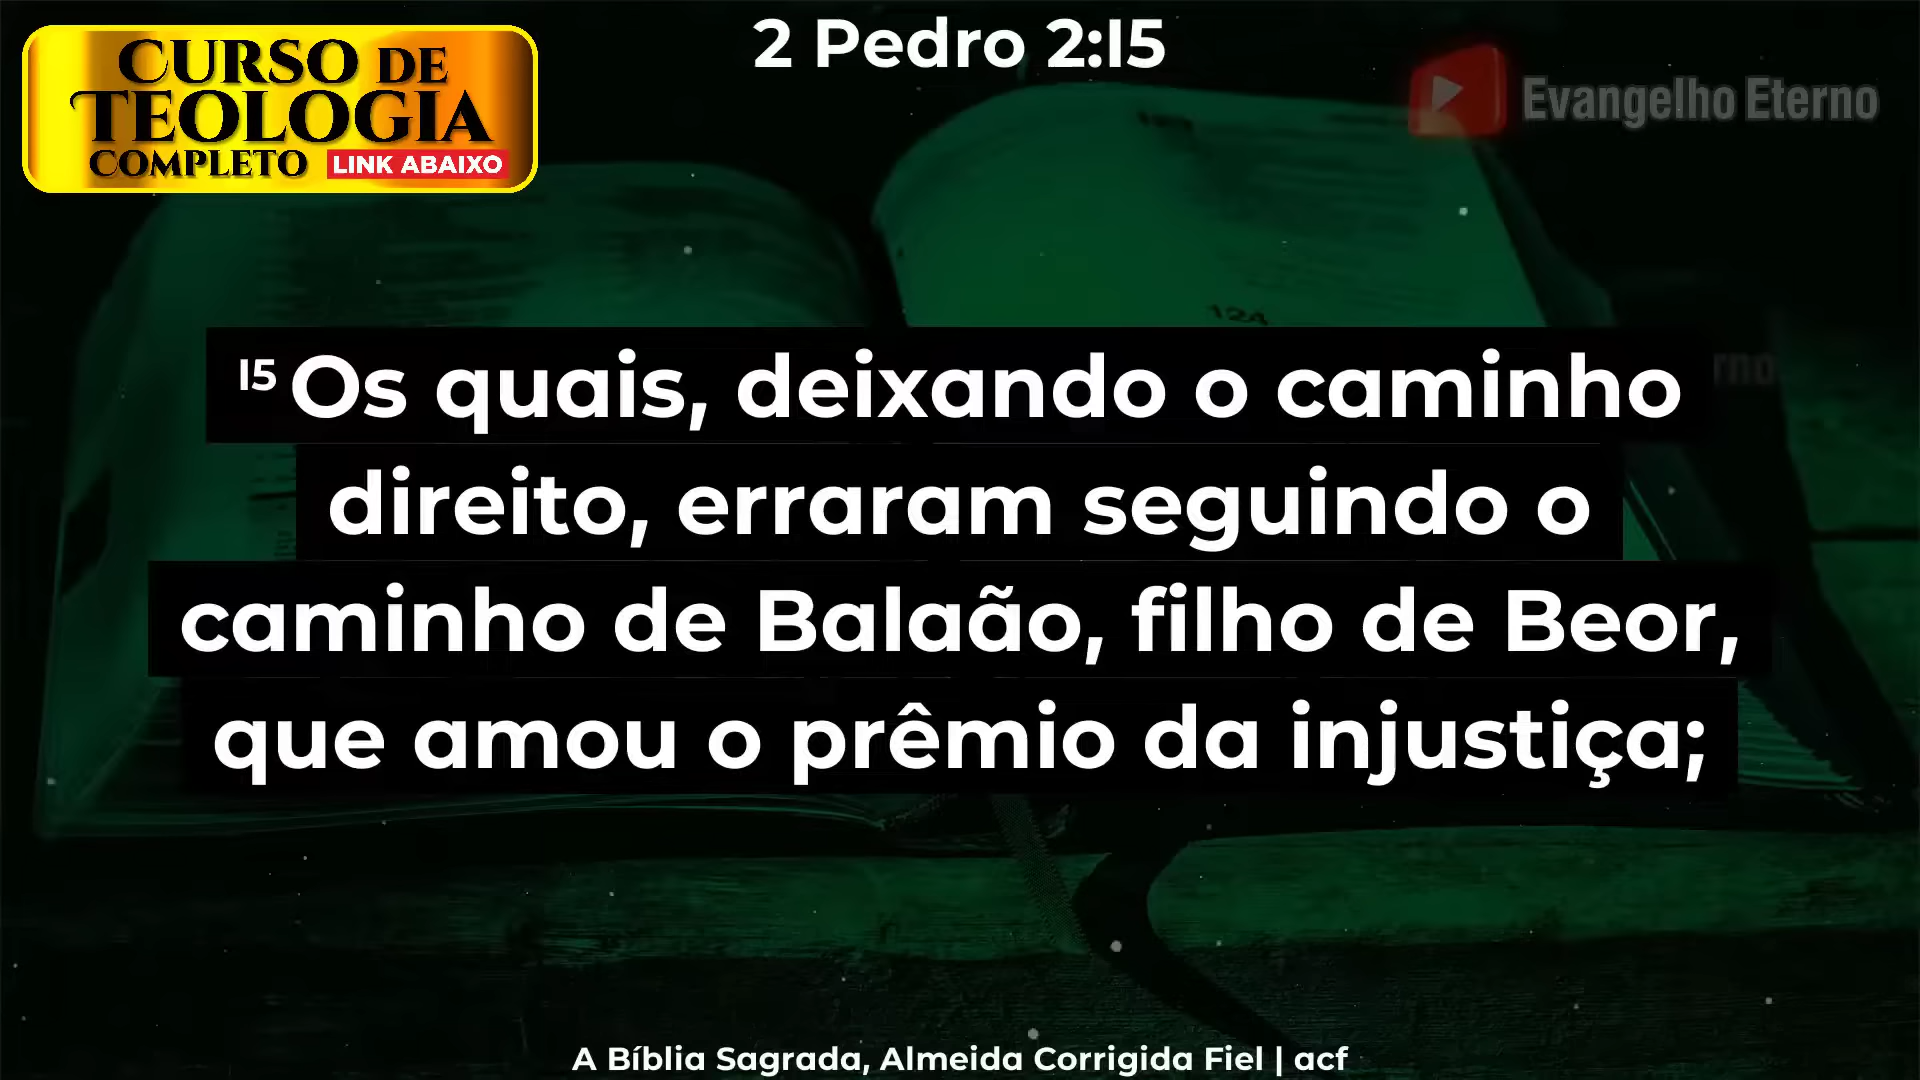 CURSO DE
TEOLOGIA
COMPLETO LINK ABAIXO
2 Pedro 2:15
Evangelho Eterno
124
15 Os quais, deixando o caminho
direito, erraram seguindo o
caminho de Balaão, filho de Beor,
que amou o prêmio da injustiça;
A Bíblia Sagrada, Almeida Corrigida Fiel | acf